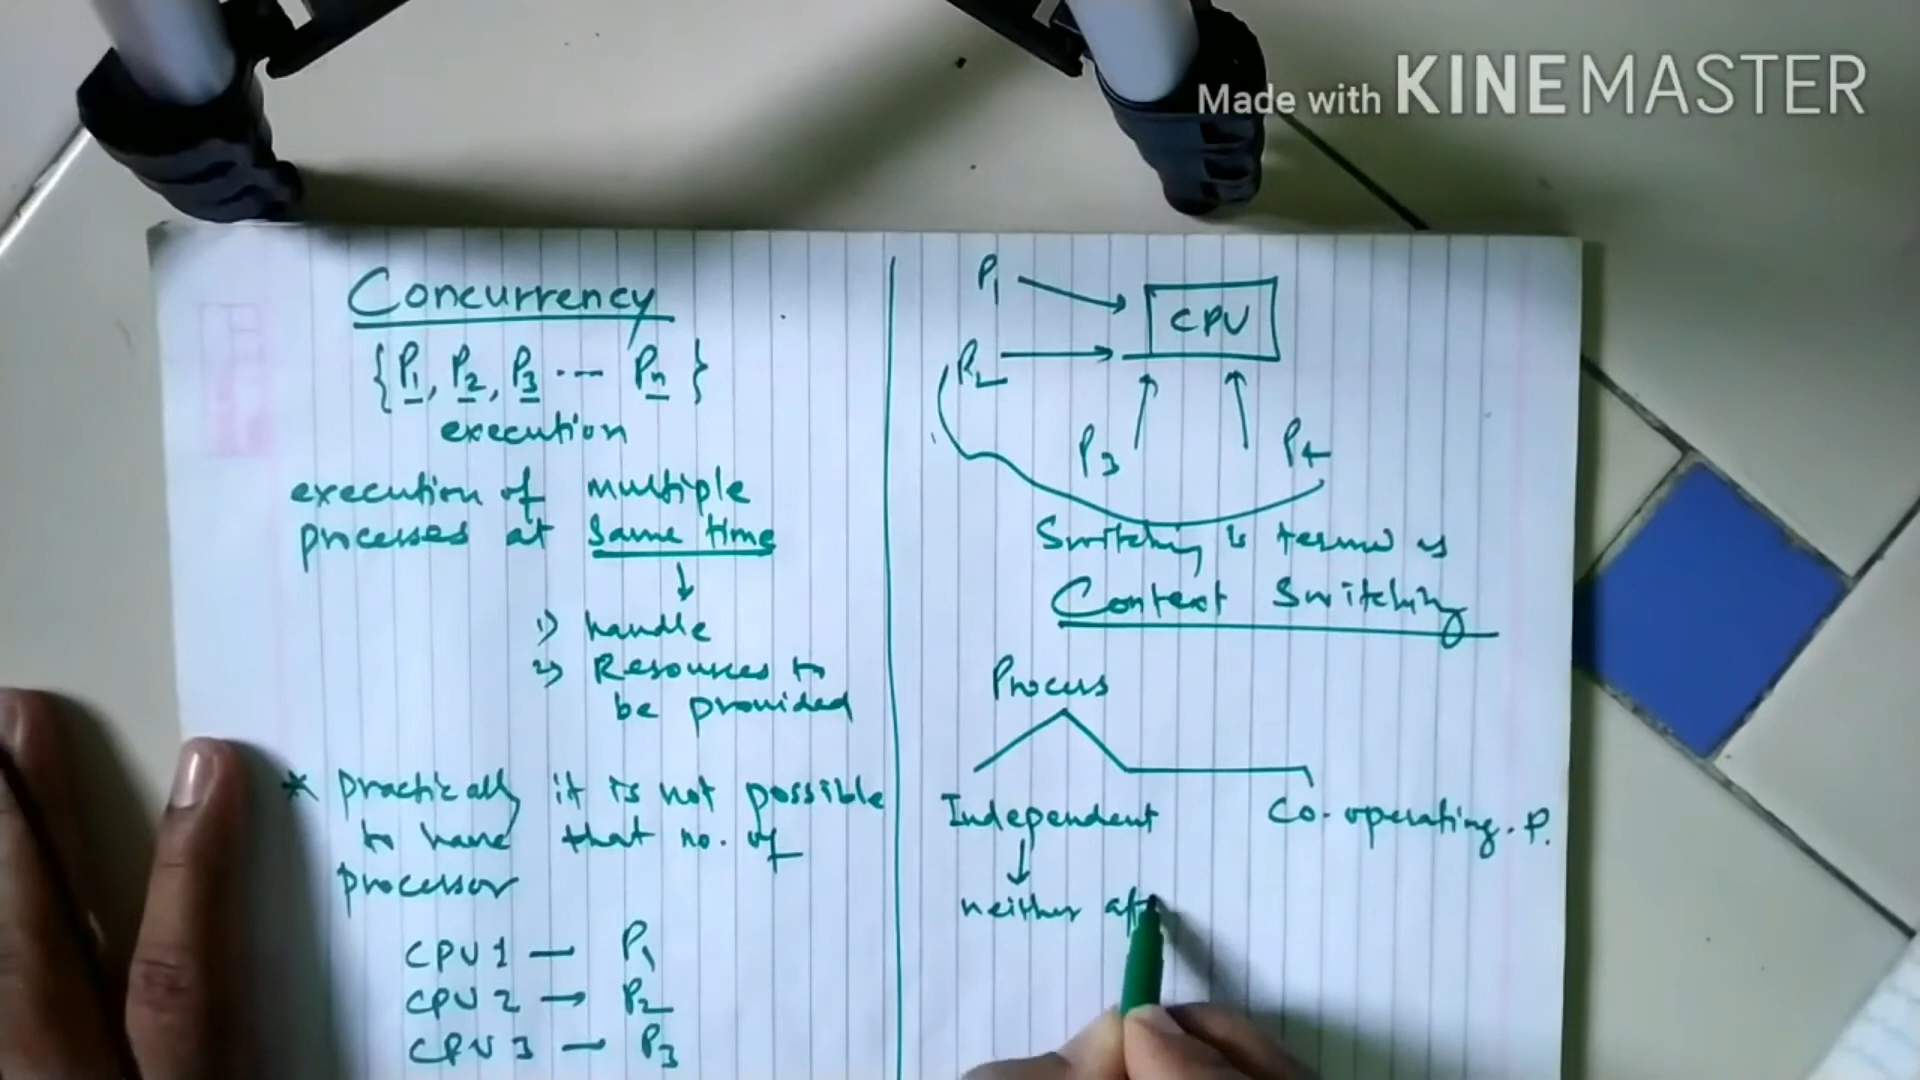 Made with KINEMASTER
Concurrency
{P1, P2, P3 ... Pn}
execution
execution of multiple
processes at same time
1) handle
2) Resources to
be provided
* practically it is not possible
to have that no. of
processor
CPU 1 — P1
CPU 2 → P2
CPU 3 — P3
P1
CPU
P2
P3 P4
Switching is termed as
Context Switching
Process
Independent Co-operating. P.
neither aff